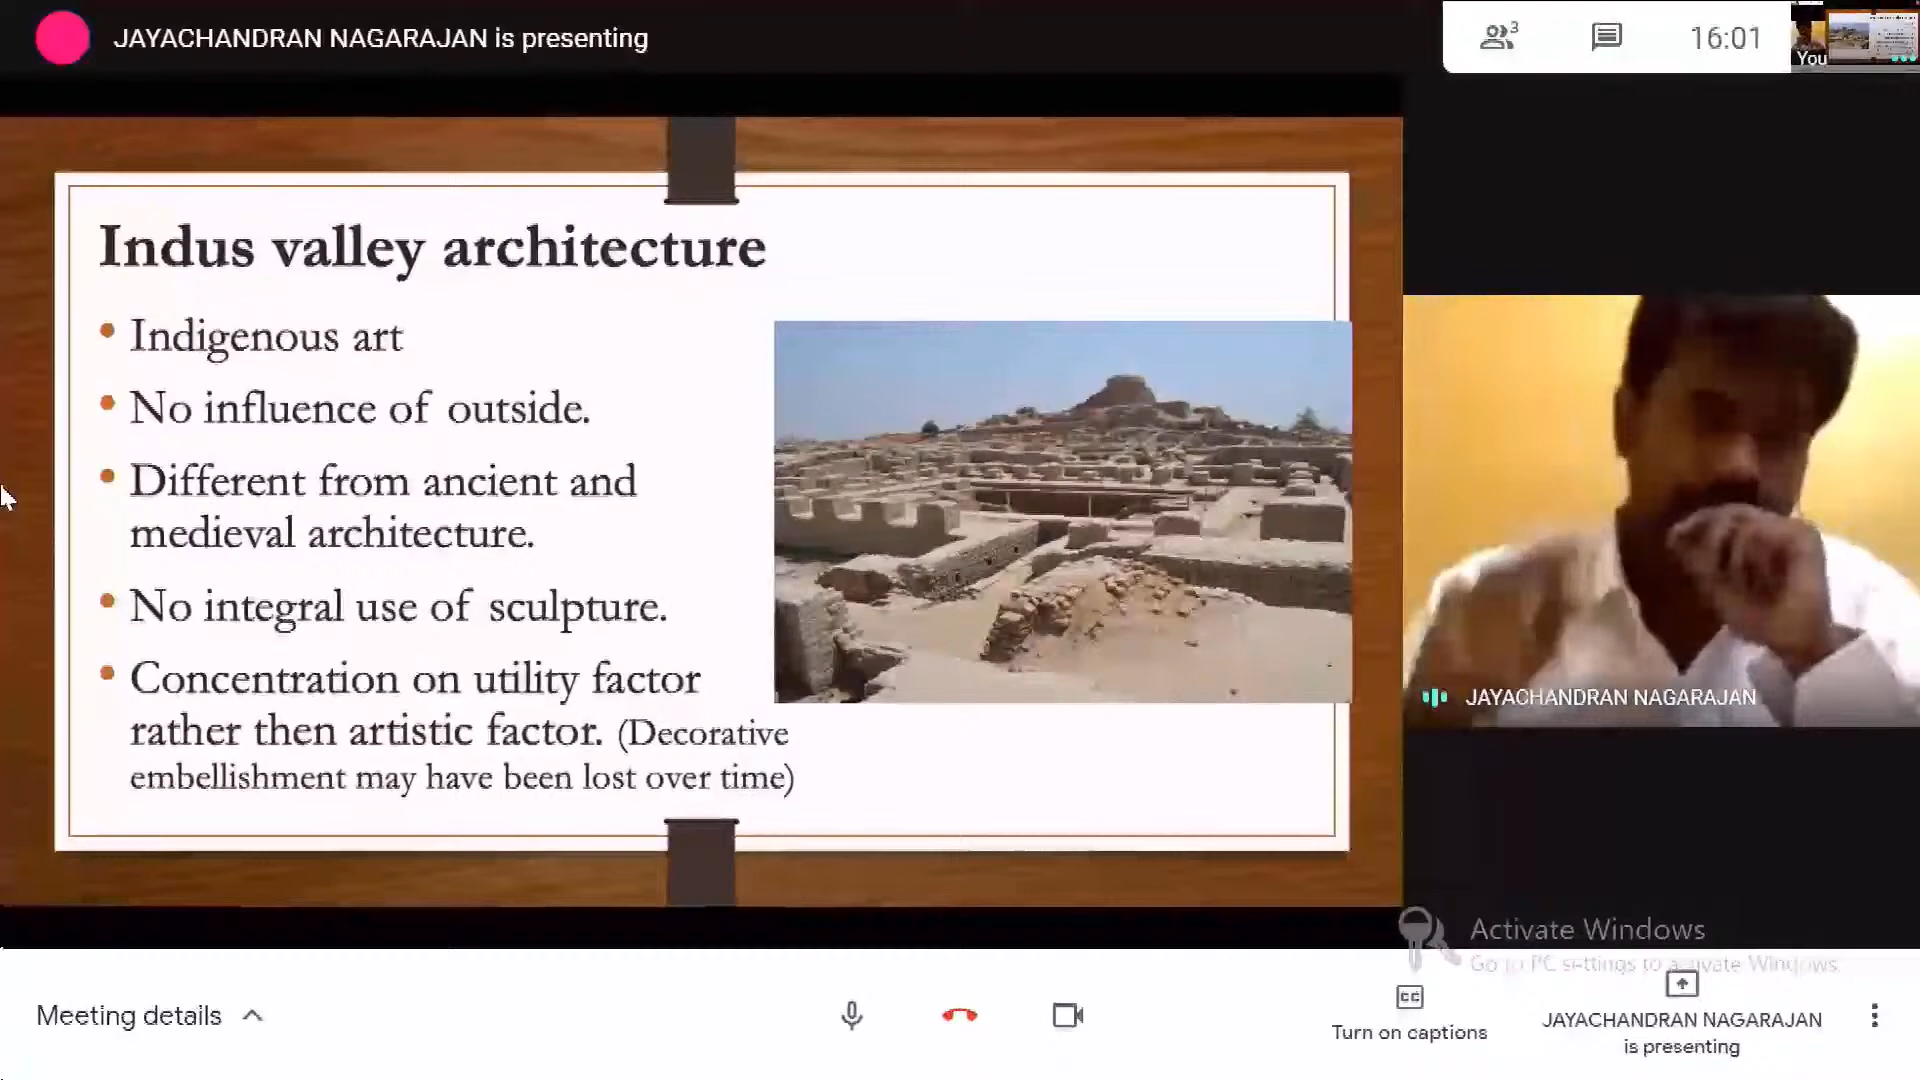 JAYACHANDRAN NAGARAJAN is presenting
3
16:01
You
Indus valley architecture
• Indigenous art
• No influence of outside.
• Different from ancient and
medieval architecture.
• No integral use of sculpture.
• Concentration on utility factor
rather then artistic factor. (Decorative
embellishment may have been lost over time)
JAYACHANDRAN NAGARAJAN
Activate Windows
Go to PC settings to activate Windows.
Meeting details
CC
Turn on captions
JAYACHANDRAN NAGARAJAN
is presenting